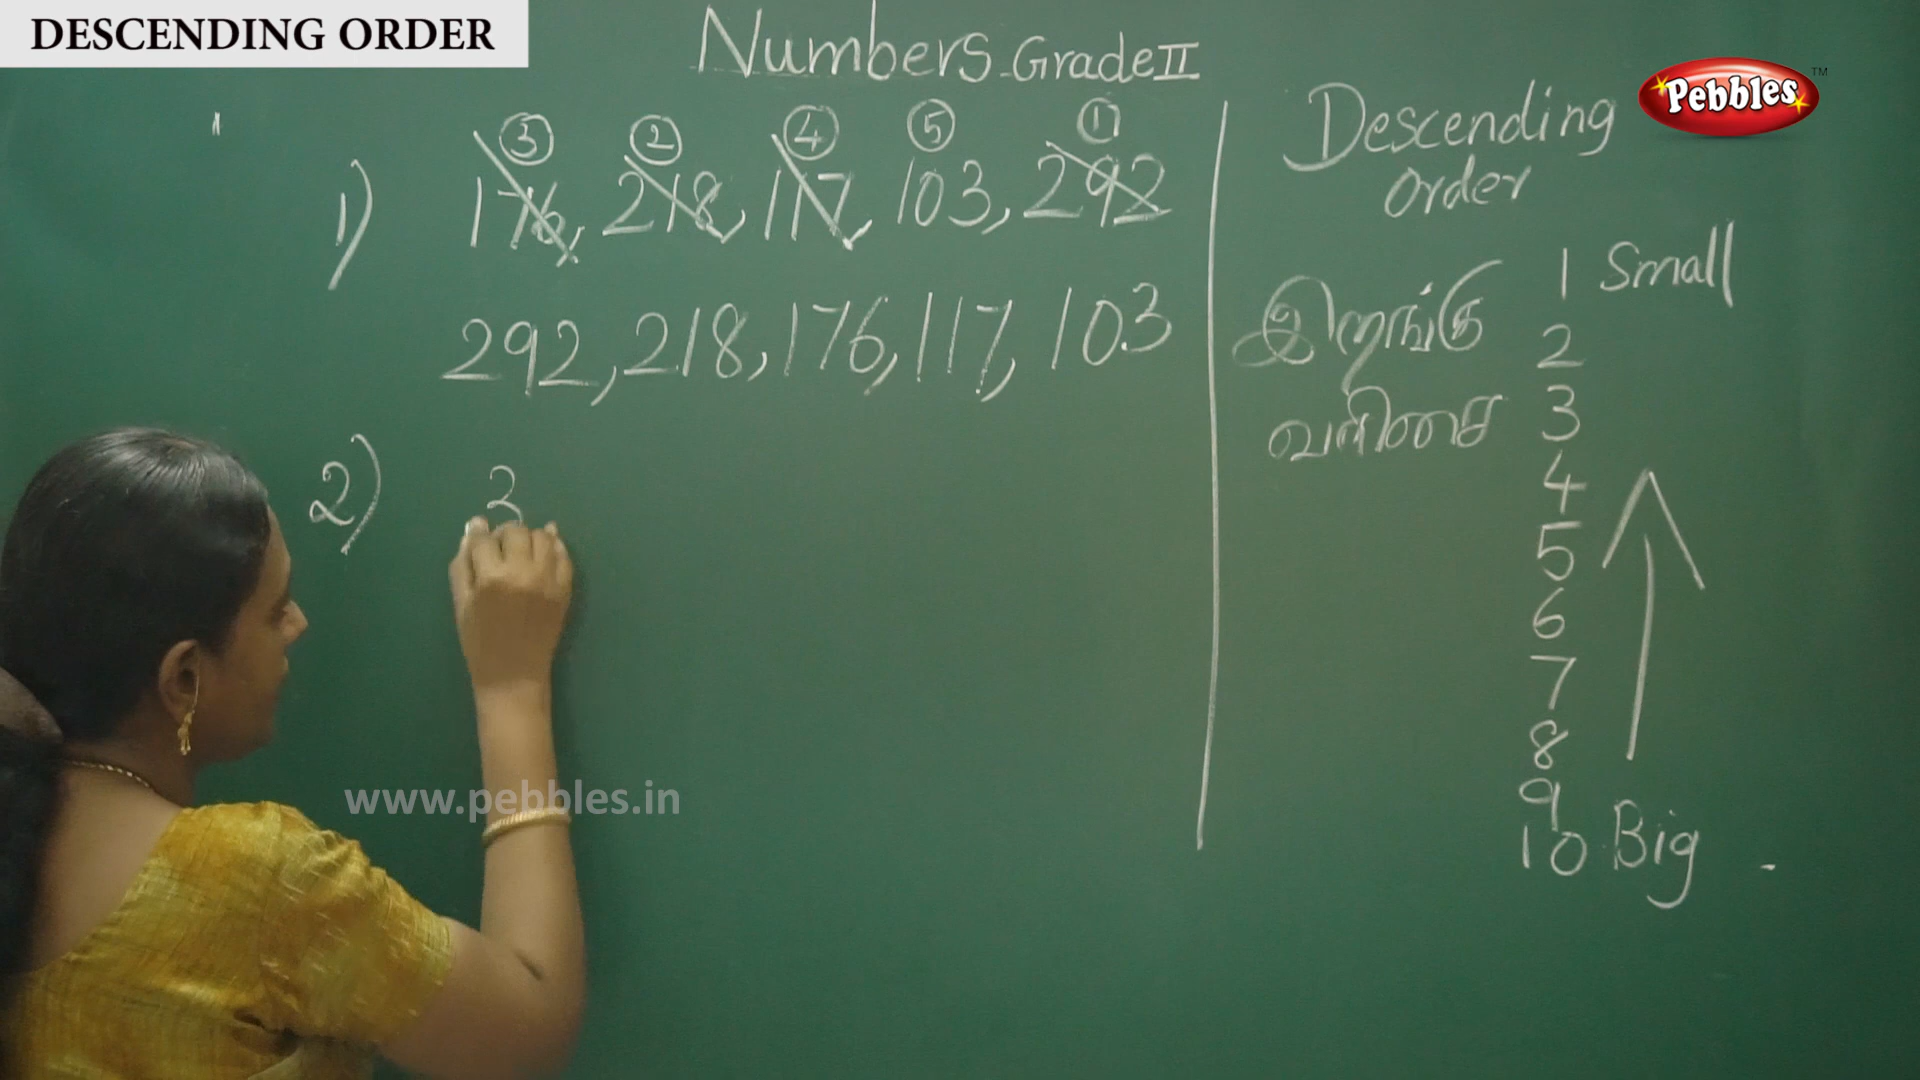 DESCENDING ORDER
Numbers-Grade II
Pebbles™
③ ② ④ ⑤ ①
1) 176, 218, 117, 103, 292
292, 218, 176, 117, 103
2) 3
Descending
order
இறங்கு
வரிசை
1 Small
2
3
4
5
6
7
8
9
10 Big
www.pebbles.in